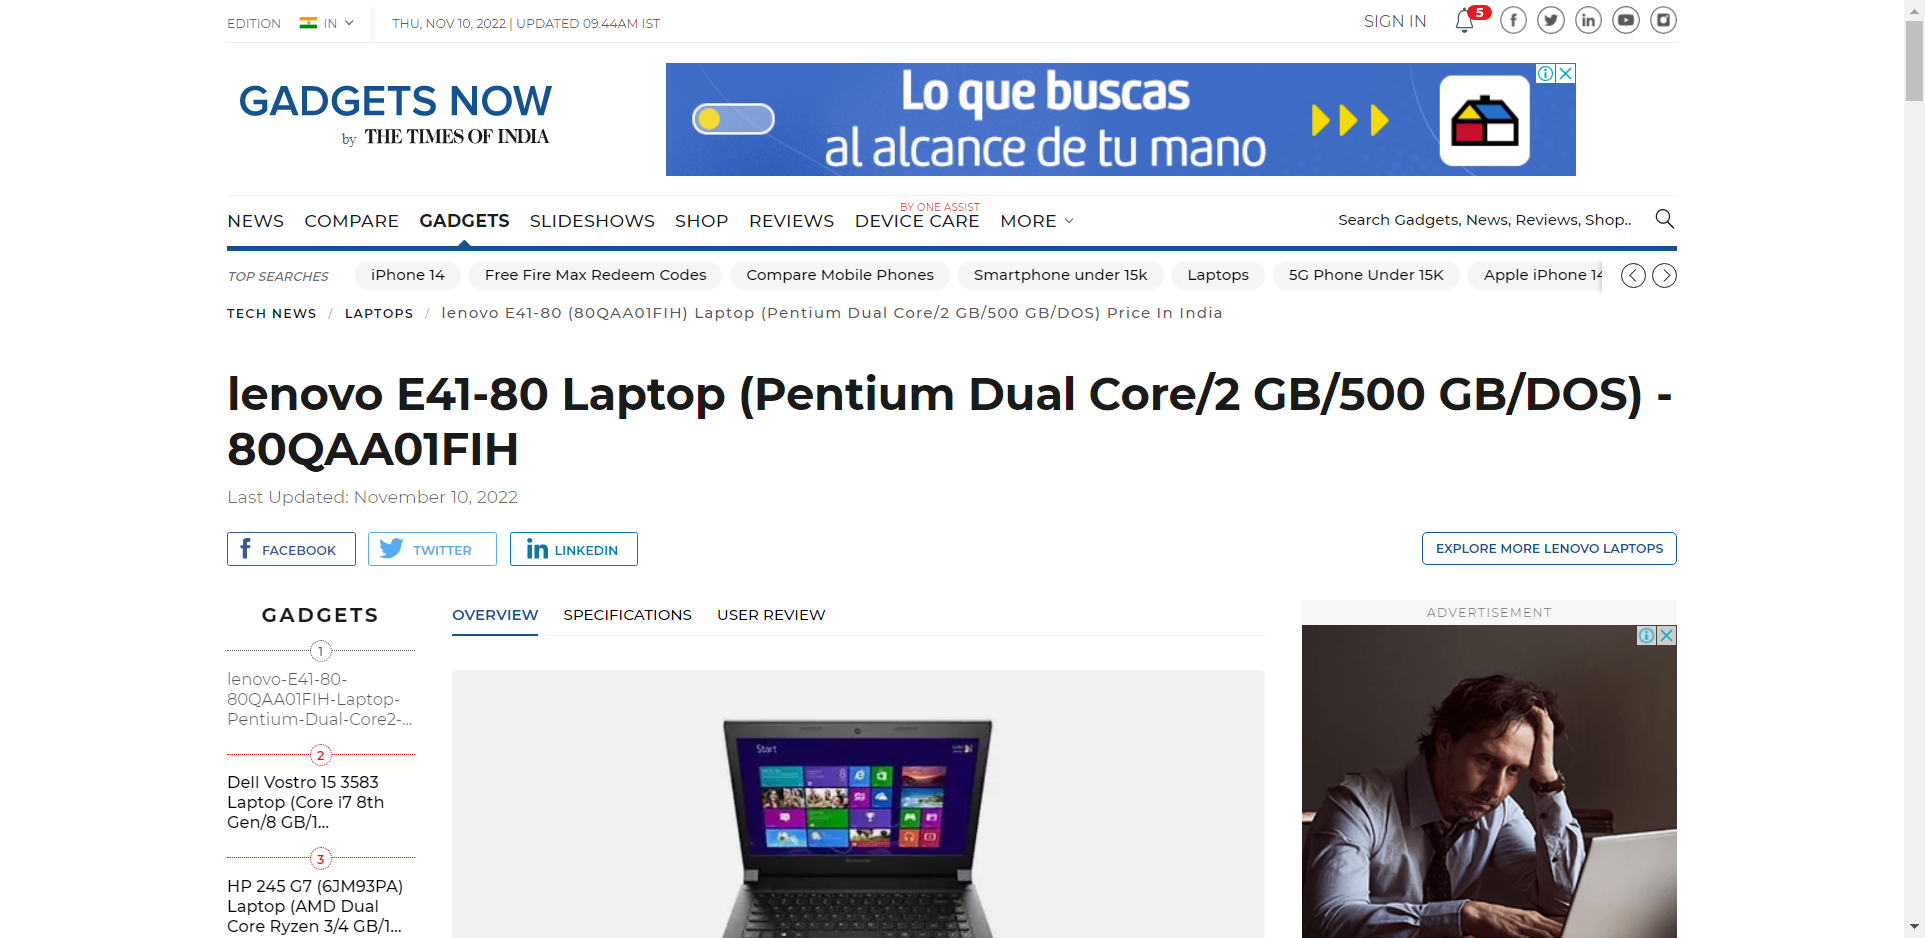 EDITION IN THU, NOV 10, 2022 | UPDATED 09.44AM IST SIGN IN 5
GADGETS NOW
by THE TIMES OF INDIA
Lo que buscas
al alcance de tu mano
BY ONE ASSIST
NEWS COMPARE GADGETS SLIDESHOWS SHOP REVIEWS DEVICE CARE MORE Search Gadgets, News, Reviews, Shop..
TOP SEARCHES iPhone 14 Free Fire Max Redeem Codes Compare Mobile Phones Smartphone under 15k Laptops 5G Phone Under 15K Apple iPhone 14
TECH NEWS / LAPTOPS / lenovo E41-80 (80QAA01FIH) Laptop (Pentium Dual Core/2 GB/500 GB/DOS) Price In India
lenovo E41-80 Laptop (Pentium Dual Core/2 GB/500 GB/DOS) -
80QAA01FIH
Last Updated: November 10, 2022
FACEBOOK TWITTER LINKEDIN EXPLORE MORE LENOVO LAPTOPS
GADGETS
1
lenovo-E41-80-
80QAA01FIH-Laptop-
Pentium-Dual-Core2-...
2
Dell Vostro 15 3583
Laptop (Core i7 8th
Gen/8 GB/1...
3
HP 245 G7 (6JM93PA)
Laptop (AMD Dual
Core Ryzen 3/4 GB/1...
OVERVIEW SPECIFICATIONS USER REVIEW
Start
ADVERTISEMENT